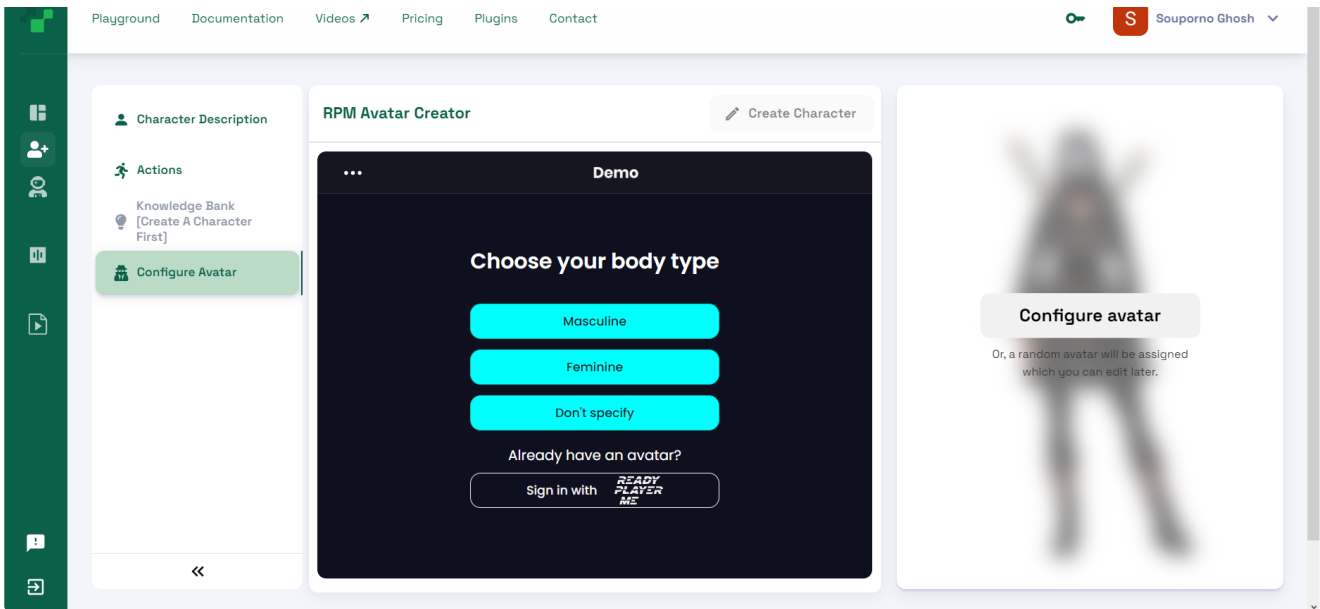 Playground Documentation Videos ↗ Pricing Plugins Contact S Souporno Ghosh
Character Description
Actions
Knowledge Bank
[Create A Character
First]
Configure Avatar
RPM Avatar Creator Create Character
Demo
Choose your body type
Masculine
Feminine
Don't specify
Already have an avatar?
Sign in with READY
PLAYER
ME
Configure avatar
Or, a random avatar will be assigned
which you can edit later.